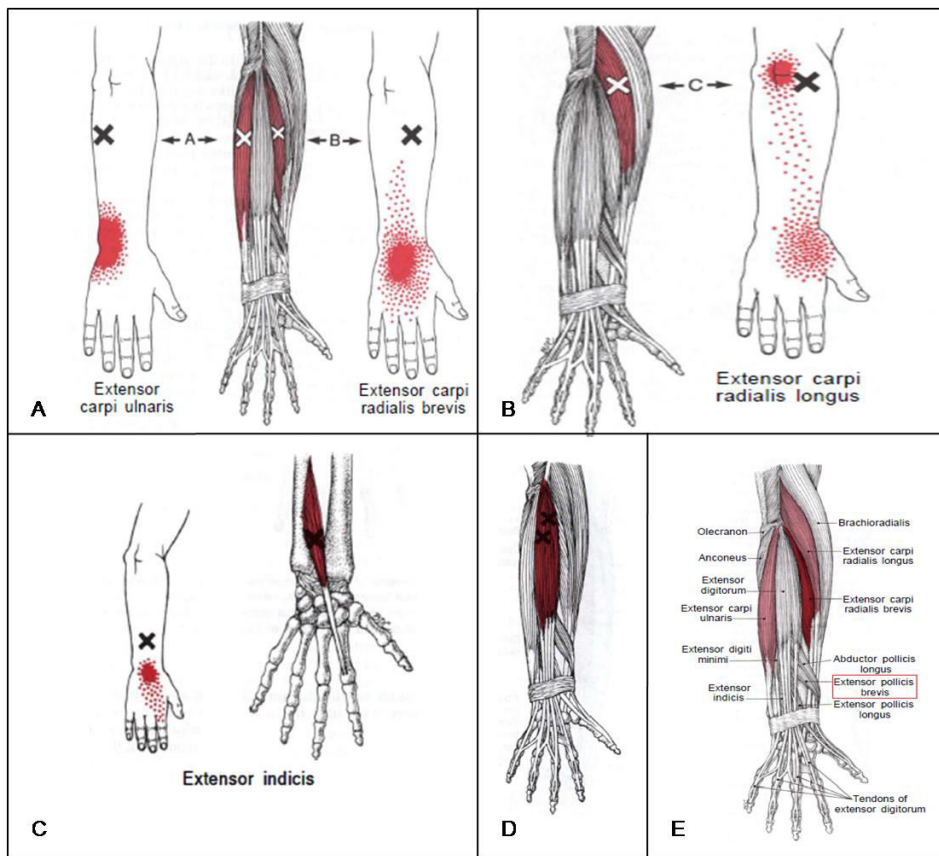 A
B
Extensor
carpi ulnaris
Extensor carpi
radialis brevis
A
C
Extensor carpi
radialis longus
B
Extensor indicis
C
D
Olecranon
Anconeus
Extensor
digitorum
Extensor carpi
ulnaris
Extensor digiti
minimi
Extensor
indicis
Brachioradialis
Extensor carpi
radialis longus
Extensor carpi
radialis brevis
Abductor pollicis
longus
Extensor pollicis
brevis
Extensor pollicis
longus
Tendons of
extensor digitorum
E